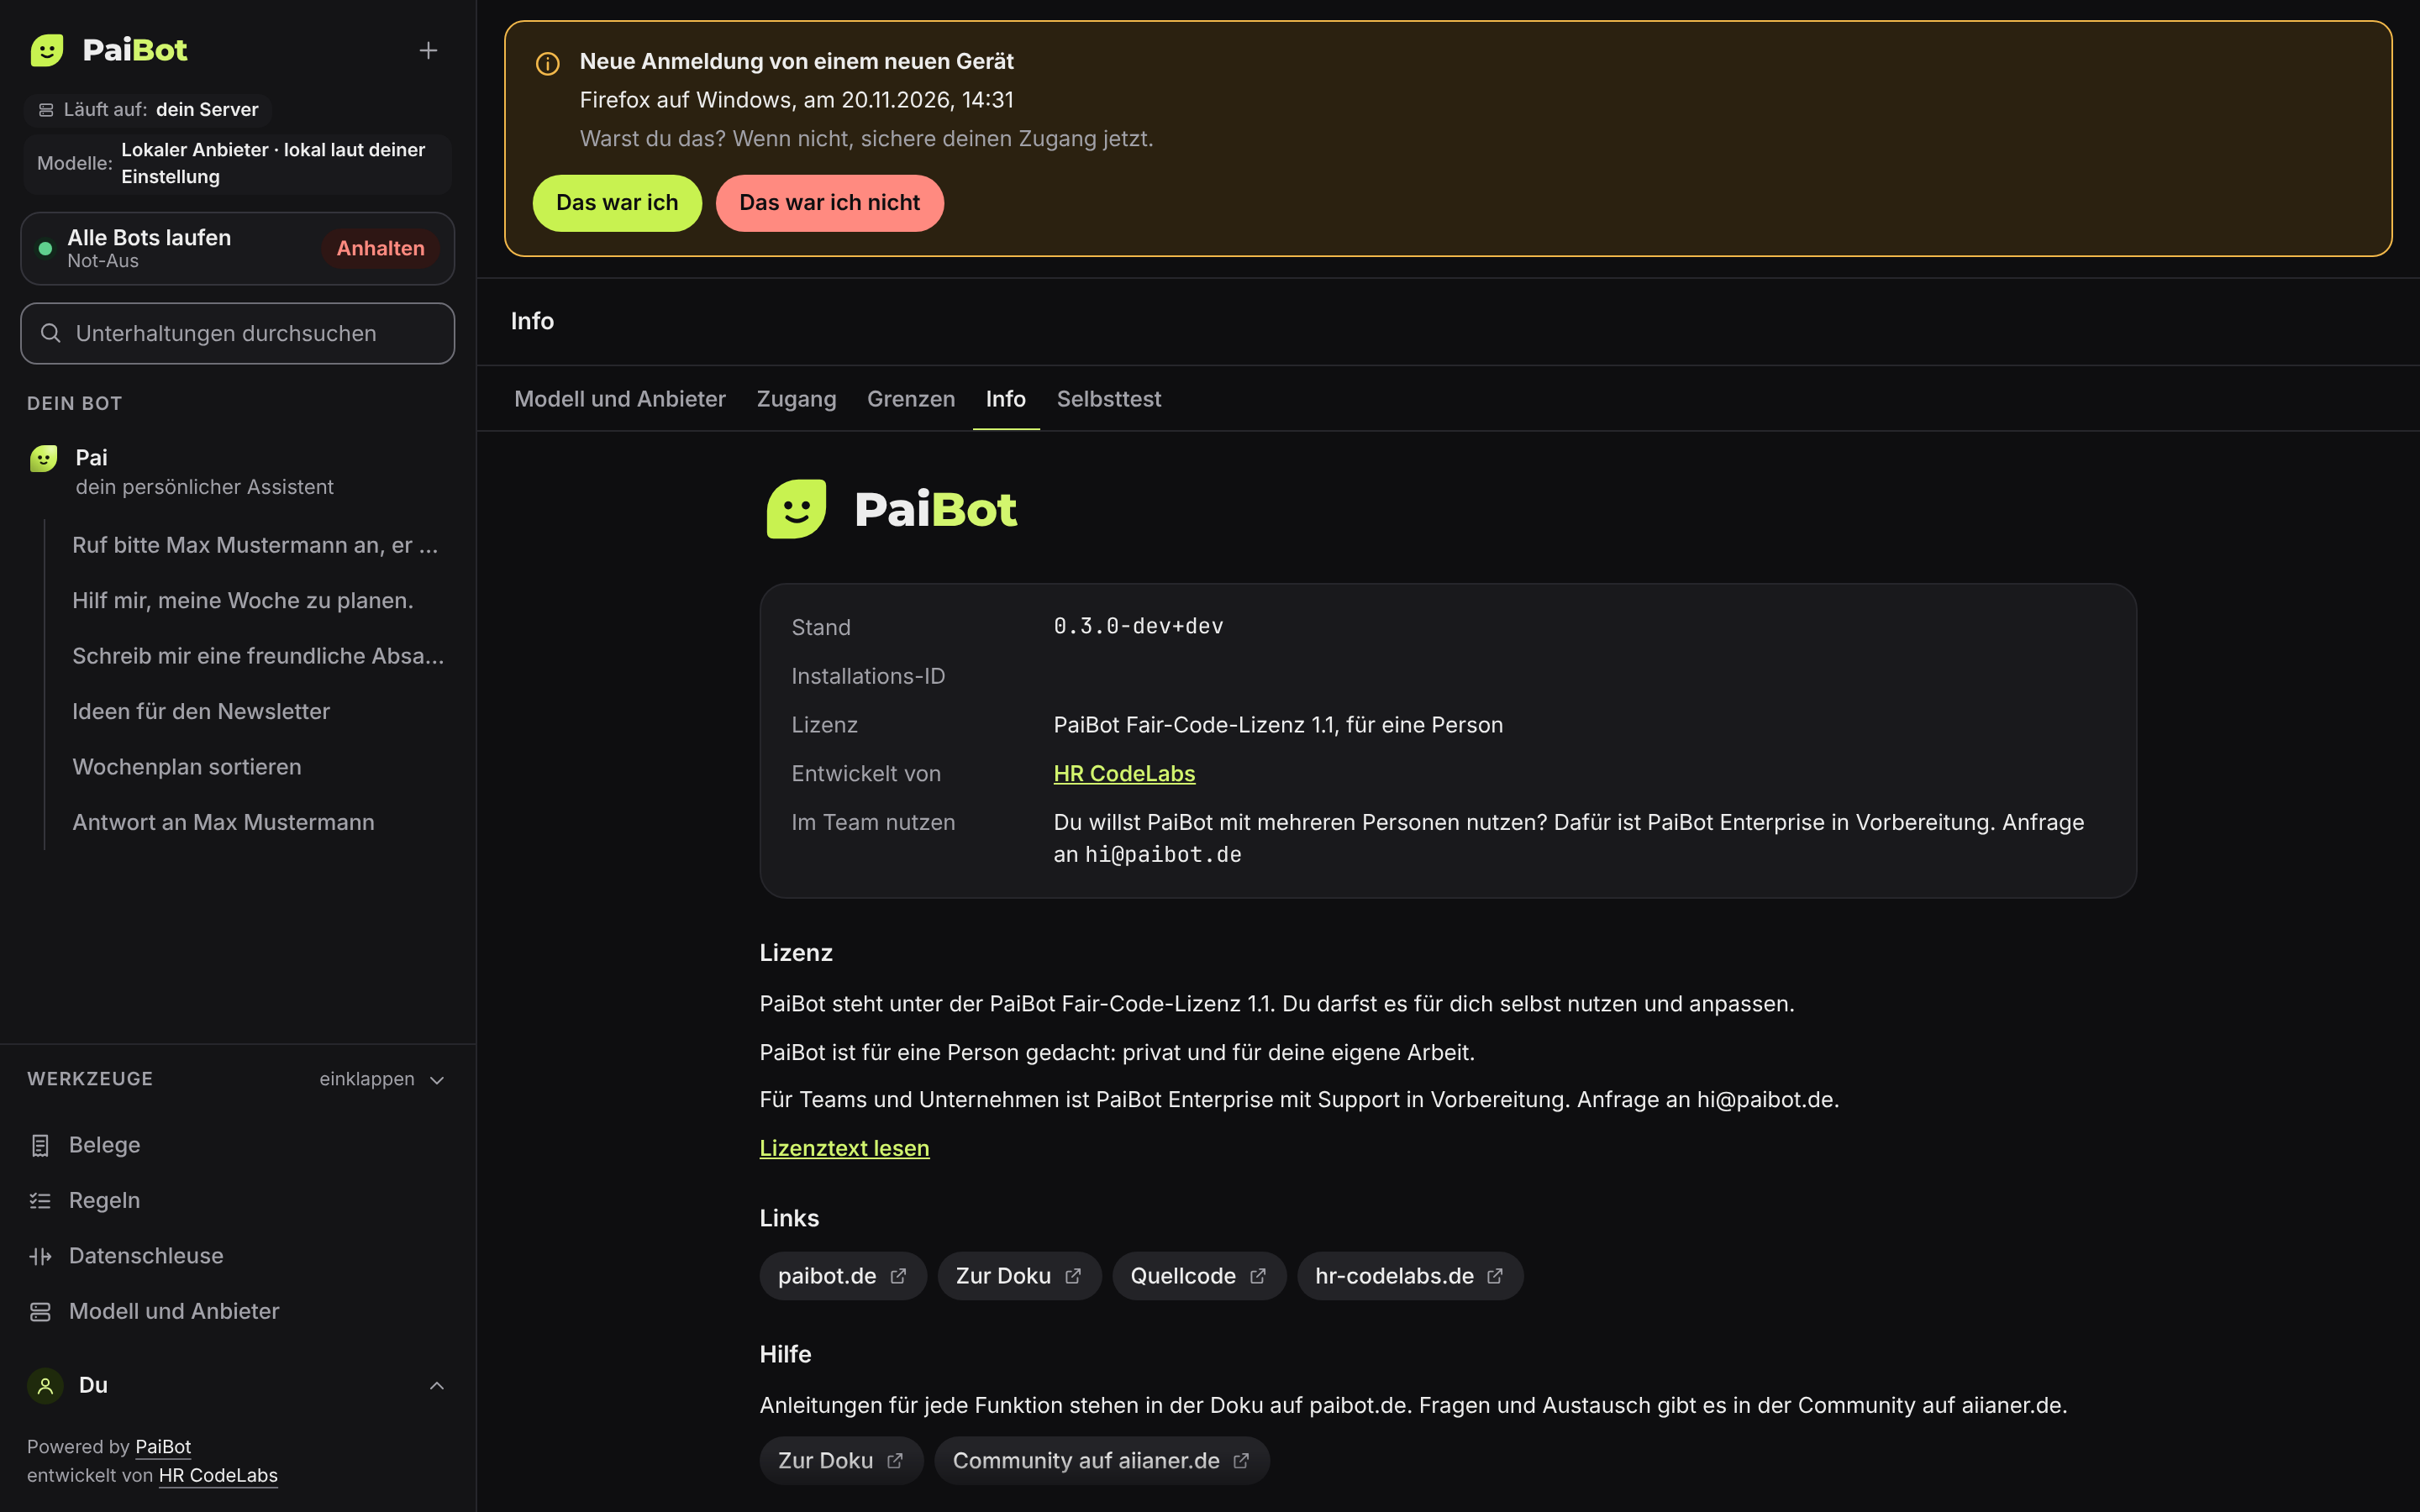 PaiBot
Läuft auf: dein Server
Modelle: Lokaler Anbieter · lokal laut deiner
Einstellung
Alle Bots laufen
Not-Aus
Anhalten
Unterhaltungen durchsuchen
DEIN BOT
Pai
dein persönlicher Assistent
Ruf bitte Max Mustermann an, er ...
Hilf mir, meine Woche zu planen.
Schreib mir eine freundliche Absa...
Ideen für den Newsletter
Wochenplan sortieren
Antwort an Max Mustermann
WERKZEUGE einklappen
Belege
Regeln
Datenschleuse
Modell und Anbieter
Du
Powered by PaiBot
entwickelt von HR CodeLabs
Neue Anmeldung von einem neuen Gerät
Firefox auf Windows, am 20.11.2026, 14:31
Warst du das? Wenn nicht, sichere deinen Zugang jetzt.
Das war ich Das war ich nicht
Info
Modell und Anbieter Zugang Grenzen Info Selbsttest
PaiBot
Stand 0.3.0-dev+dev
Installations-ID
Lizenz PaiBot Fair-Code-Lizenz 1.1, für eine Person
Entwickelt von HR CodeLabs
Im Team nutzen Du willst PaiBot mit mehreren Personen nutzen? Dafür ist PaiBot Enterprise in Vorbereitung. Anfrage
an hi@paibot.de
Lizenz
PaiBot steht unter der PaiBot Fair-Code-Lizenz 1.1. Du darfst es für dich selbst nutzen und anpassen.
PaiBot ist für eine Person gedacht: privat und für deine eigene Arbeit.
Für Teams und Unternehmen ist PaiBot Enterprise mit Support in Vorbereitung. Anfrage an hi@paibot.de.
Lizenztext lesen
Links
paibot.de Zur Doku Quellcode hr-codelabs.de
Hilfe
Anleitungen für jede Funktion stehen in der Doku auf paibot.de. Fragen und Austausch gibt es in der Community auf aiianer.de.
Zur Doku Community auf aiianer.de